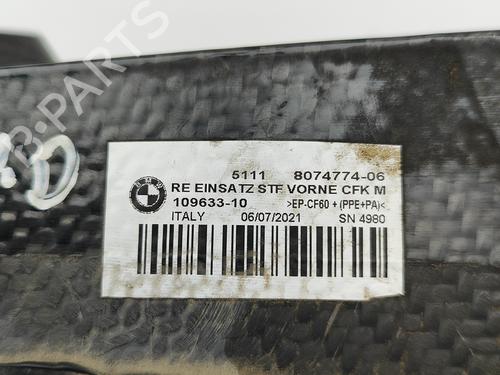 B-PARTS
BMW
5111 8074774-06
RE EINSATZ STF VORNE CFK M
109633-10 >EP-CF60 + (PPE+PA)<
ITALY 06/07/2021 SN 4980